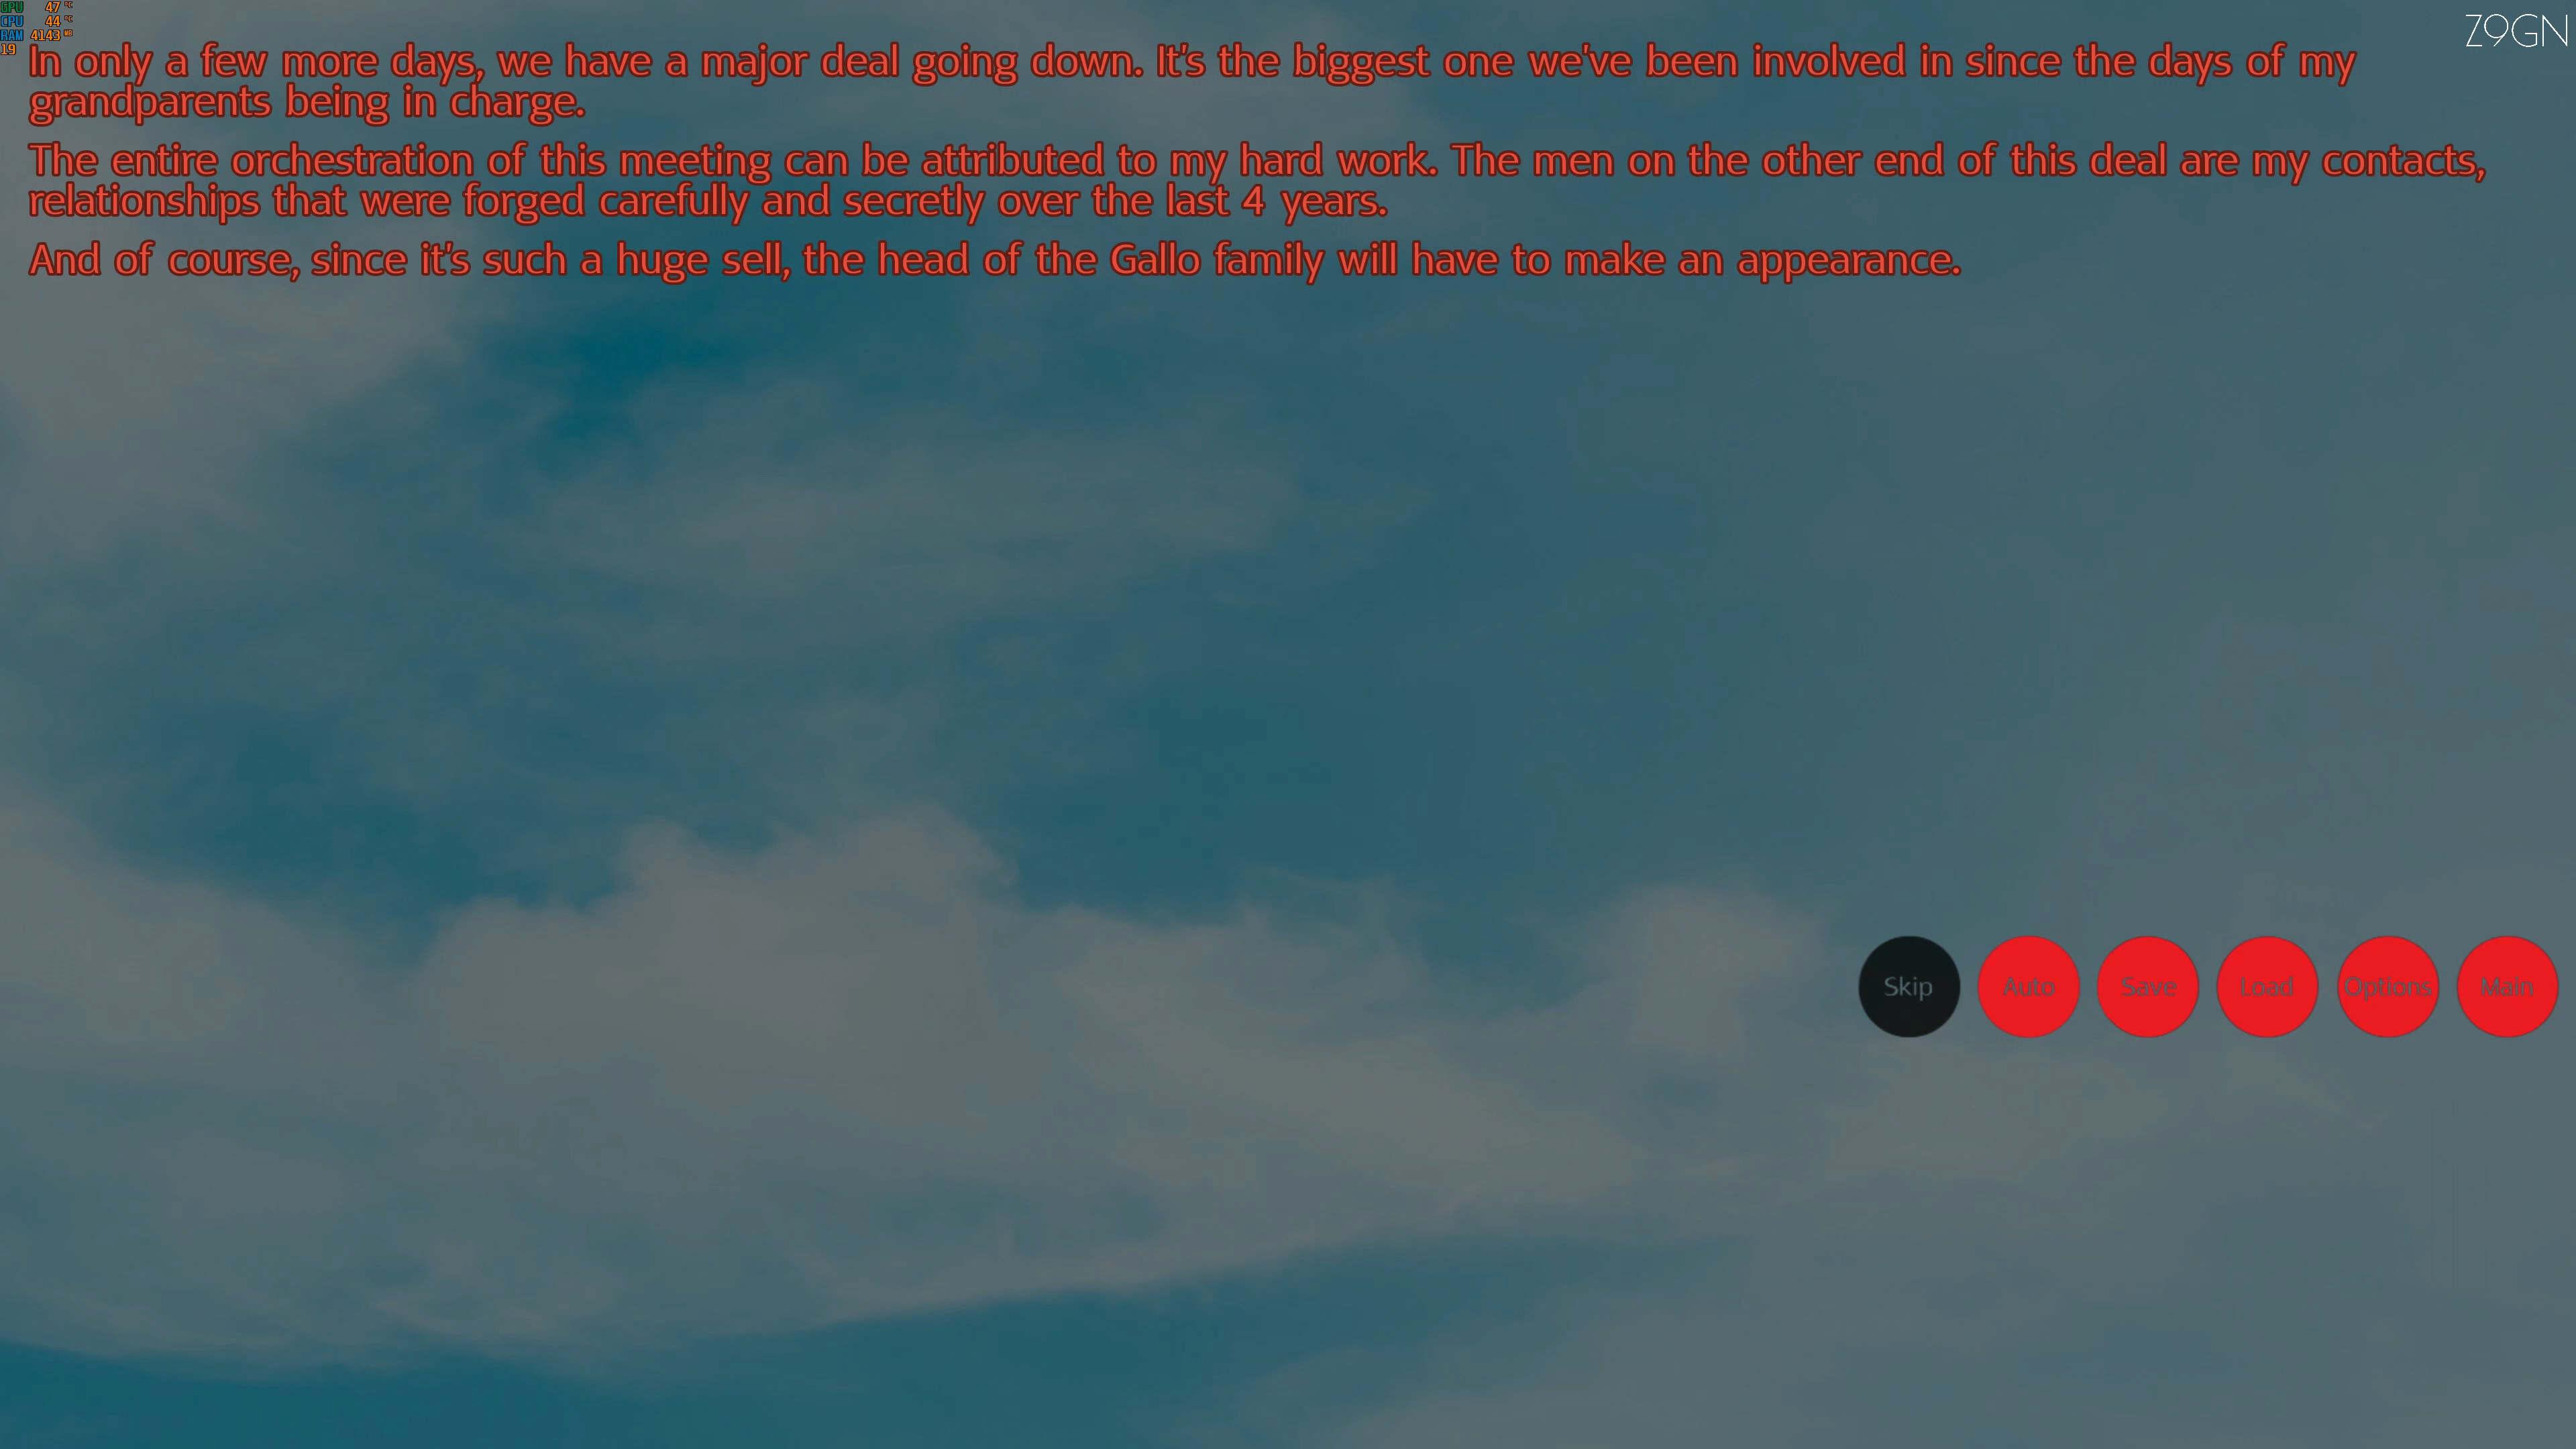 GPU 47 °C
CPU 44 °C
RAM 4143 MB
19
Z9GN
In only a few more days, we have a major deal going down. It's the biggest one we've been involved in since the days of my
grandparents being in charge.
The entire orchestration of this meeting can be attributed to my hard work. The men on the other end of this deal are my contacts,
relationships that were forged carefully and secretly over the last 4 years.
And of course, since it's such a huge sell, the head of the Gallo family will have to make an appearance.
Skip Auto Save Load Options Main